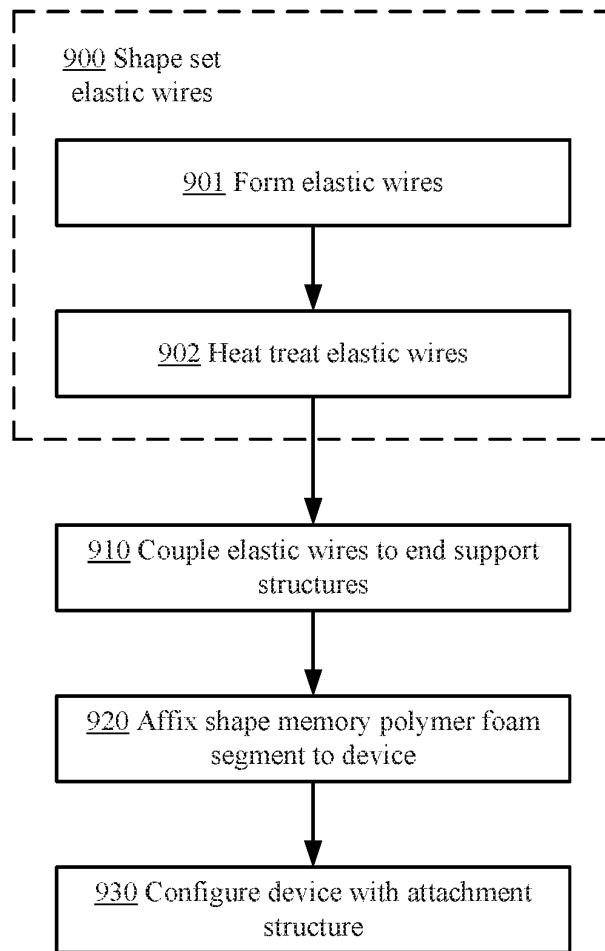 900 Shape set
elastic wires
901 Form elastic wires
902 Heat treat elastic wires
910 Couple elastic wires to end support
structures
920 Affix shape memory polymer foam
segment to device
930 Configure device with attachment
structure